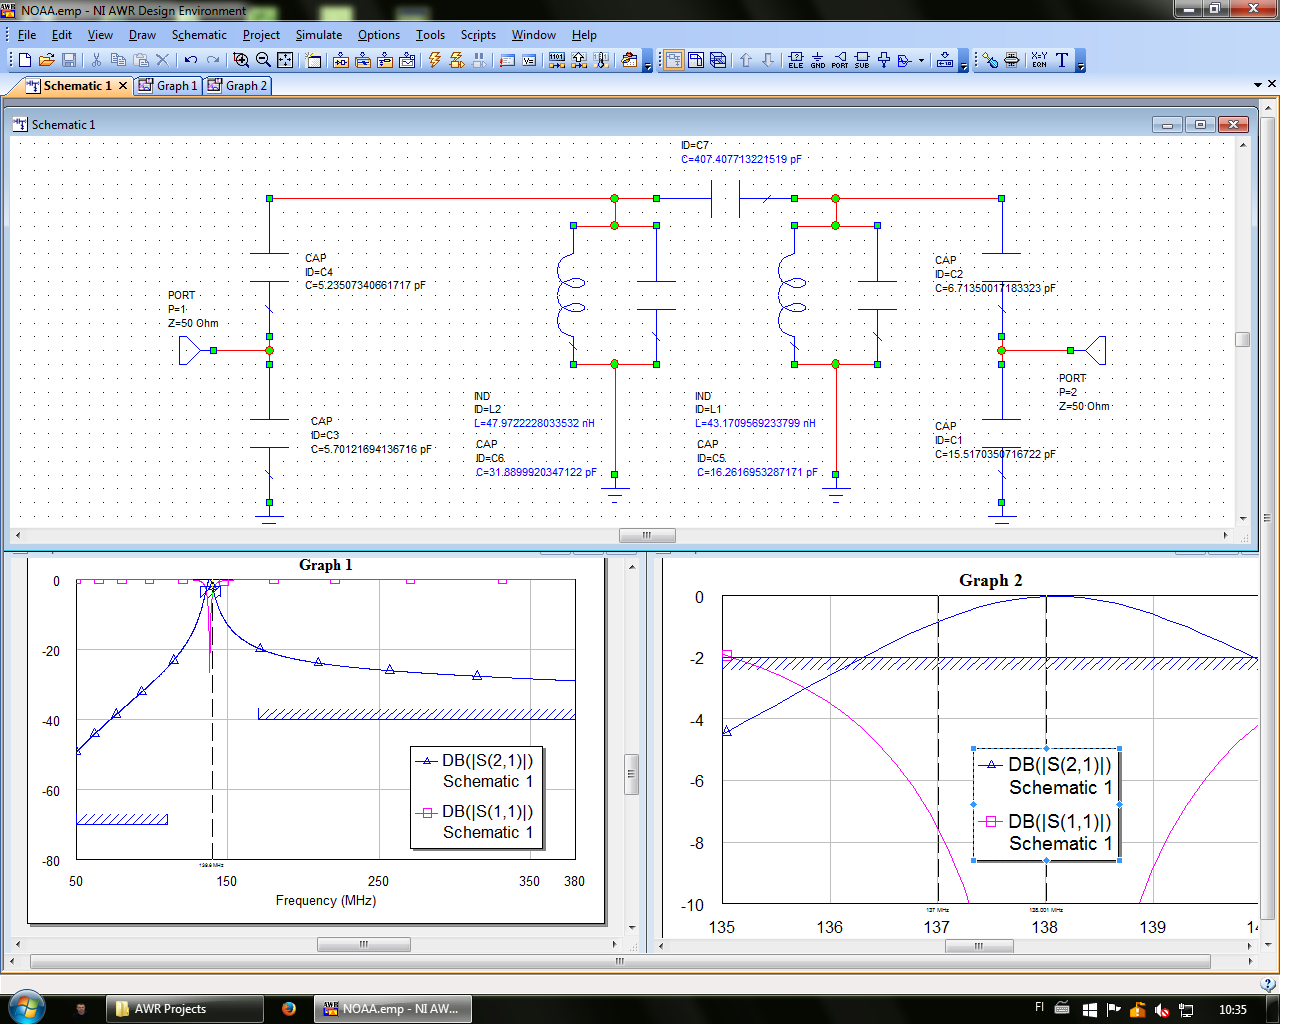 NOAA.emp - NI AWR Design Environment
File Edit View Draw Schematic Project Simulate Options Tools Scripts Window Help
ELE GND PORT SUB X=Y EQN T
Schematic 1 Graph 1 Graph 2
Schematic 1
ID=C7
C=407.407713221519 pF
CAP
ID=C4
C=5.23507340661717 pF
CAP
ID=C2
C=6.71350017183323 pF
PORT
P=1
Z=50 Ohm
PORT
P=2
Z=50 Ohm
IND
ID=L2
L=47.9722228033532 nH
IND
ID=L1
L=43.1709569233799 nH
CAP
ID=C3
C=5.70121694136716 pF
CAP
ID=C6
C=31.8899920347122 pF
CAP
ID=C5
C=16.2616953287171 pF
CAP
ID=C1
C=15.5170350716722 pF
Graph 1
0
-20
-40
-60
-80
DB(|S(2,1)|)
Schematic 1
DB(|S(1,1)|)
Schematic 1
50 150 250 350 380
Frequency (MHz)
Graph 2
0
-2
-4
-6
-8
-10
DB(|S(2,1)|)
Schematic 1
DB(|S(1,1)|)
Schematic 1
137 MHz 138.001 MHz
135 136 137 138 139 14
AWR Projects
NOAA.emp - NI AW...
FI
10:35